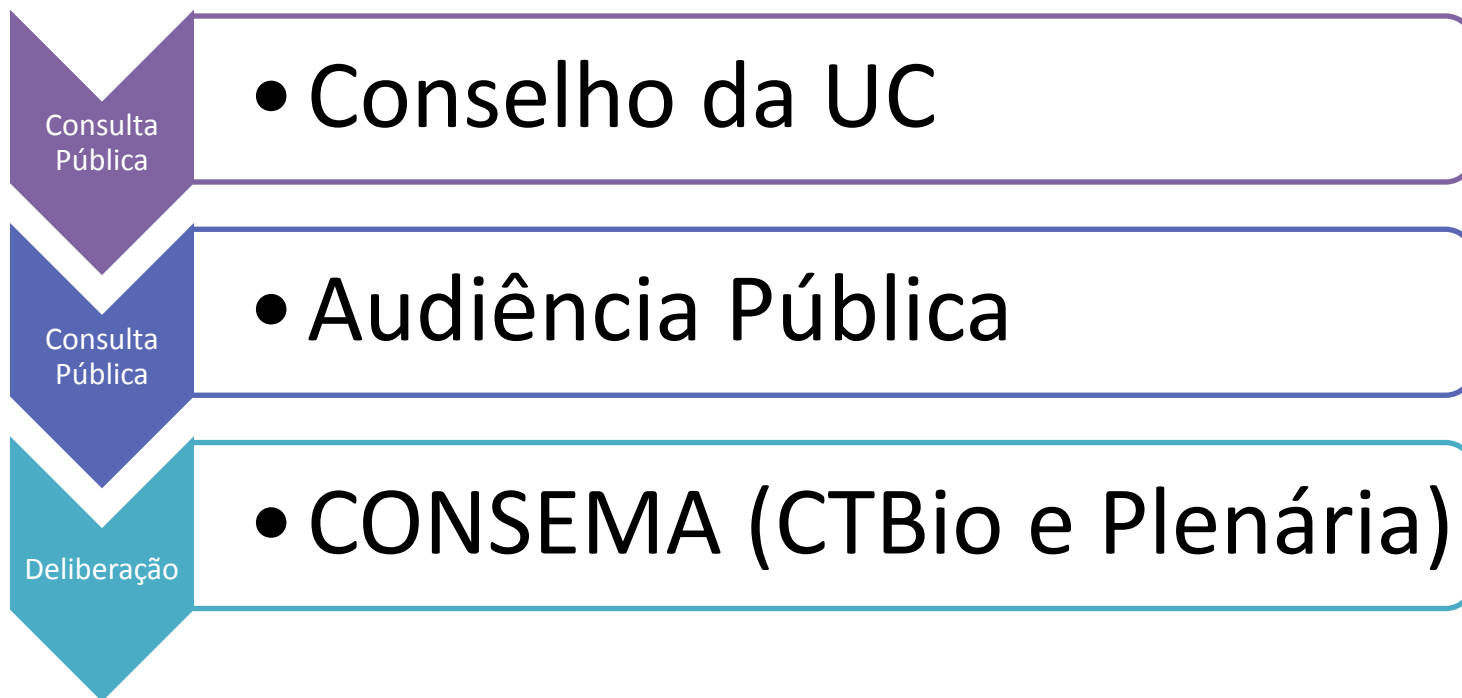 Consulta
Pública
• Conselho da UC
Consulta
Pública
• Audiência Pública
Deliberação
• CONSEMA (CTBio e Plenária)